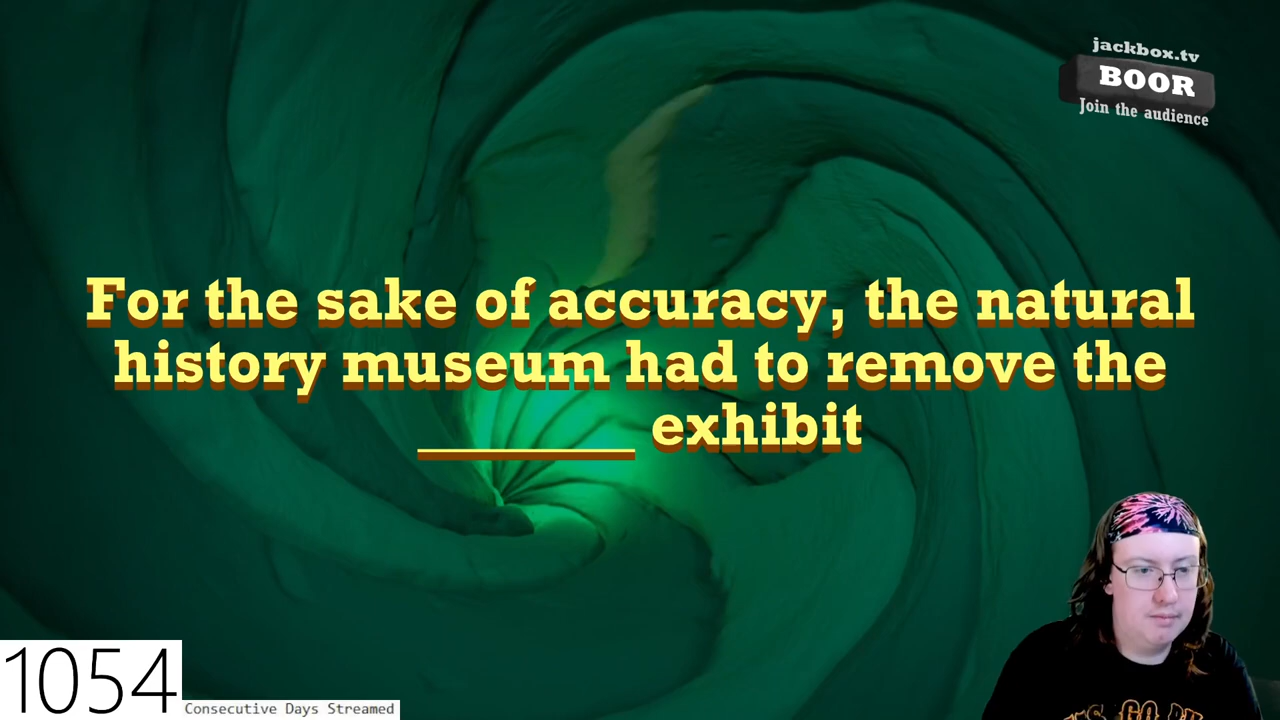 jackbox.tv
BOOR
Join the audience
For the sake of accuracy, the natural
history museum had to remove the
________ exhibit
1054
Consecutive Days Streamed